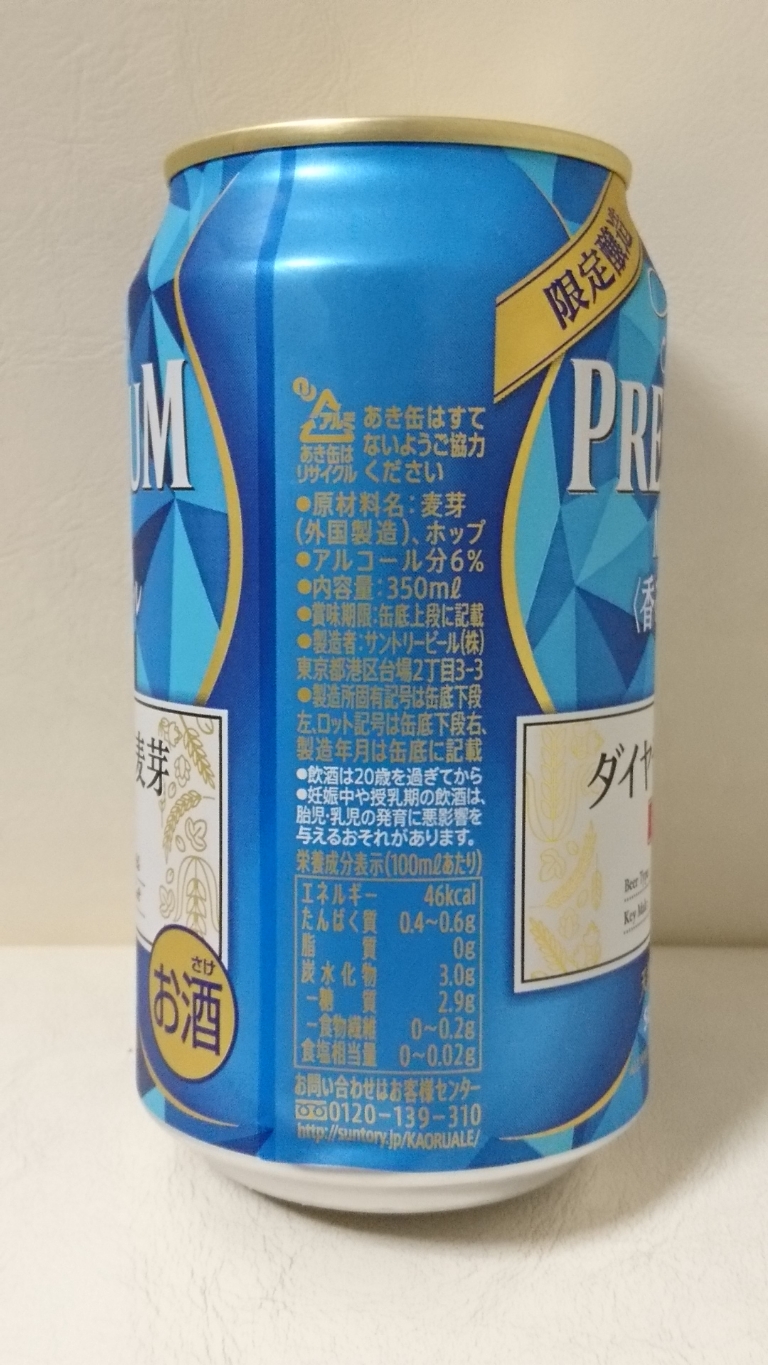 限定醸造
UM
PRE
あき缶はすて
ないようご協力
ください
アルミ
あき缶は
リサイクル
●原材料名：麦芽
(外国製造)、ホップ
●アルコール分6%
●内容量：350mℓ
●賞味期限：缶底上段に記載
●製造者：サントリービール(株)
東京都港区台場2丁目3-3
●製造所固有記号は缶底下段
左、ロット記号は缶底下段右、
製造年月は缶底に記載
●飲酒は20歳を過ぎてから
●妊娠中や授乳期の飲酒は、
胎児・乳児の発育に悪影響を
与えるおそれがあります。
栄養成分表示(100mℓあたり)
エネルギー 46kcal
たんぱく質 0.4~0.6g
脂質 0g
炭水化物 3.0g
-糖質 2.9g
-食物繊維 0~0.2g
食塩相当量 0~0.02g
お問い合わせはお客様センター
0120-139-310
http://suntory.jp/KAORUALE/
麦芽
さけ
お酒
〈香
ダイヤ
Beer Type
Key Malt